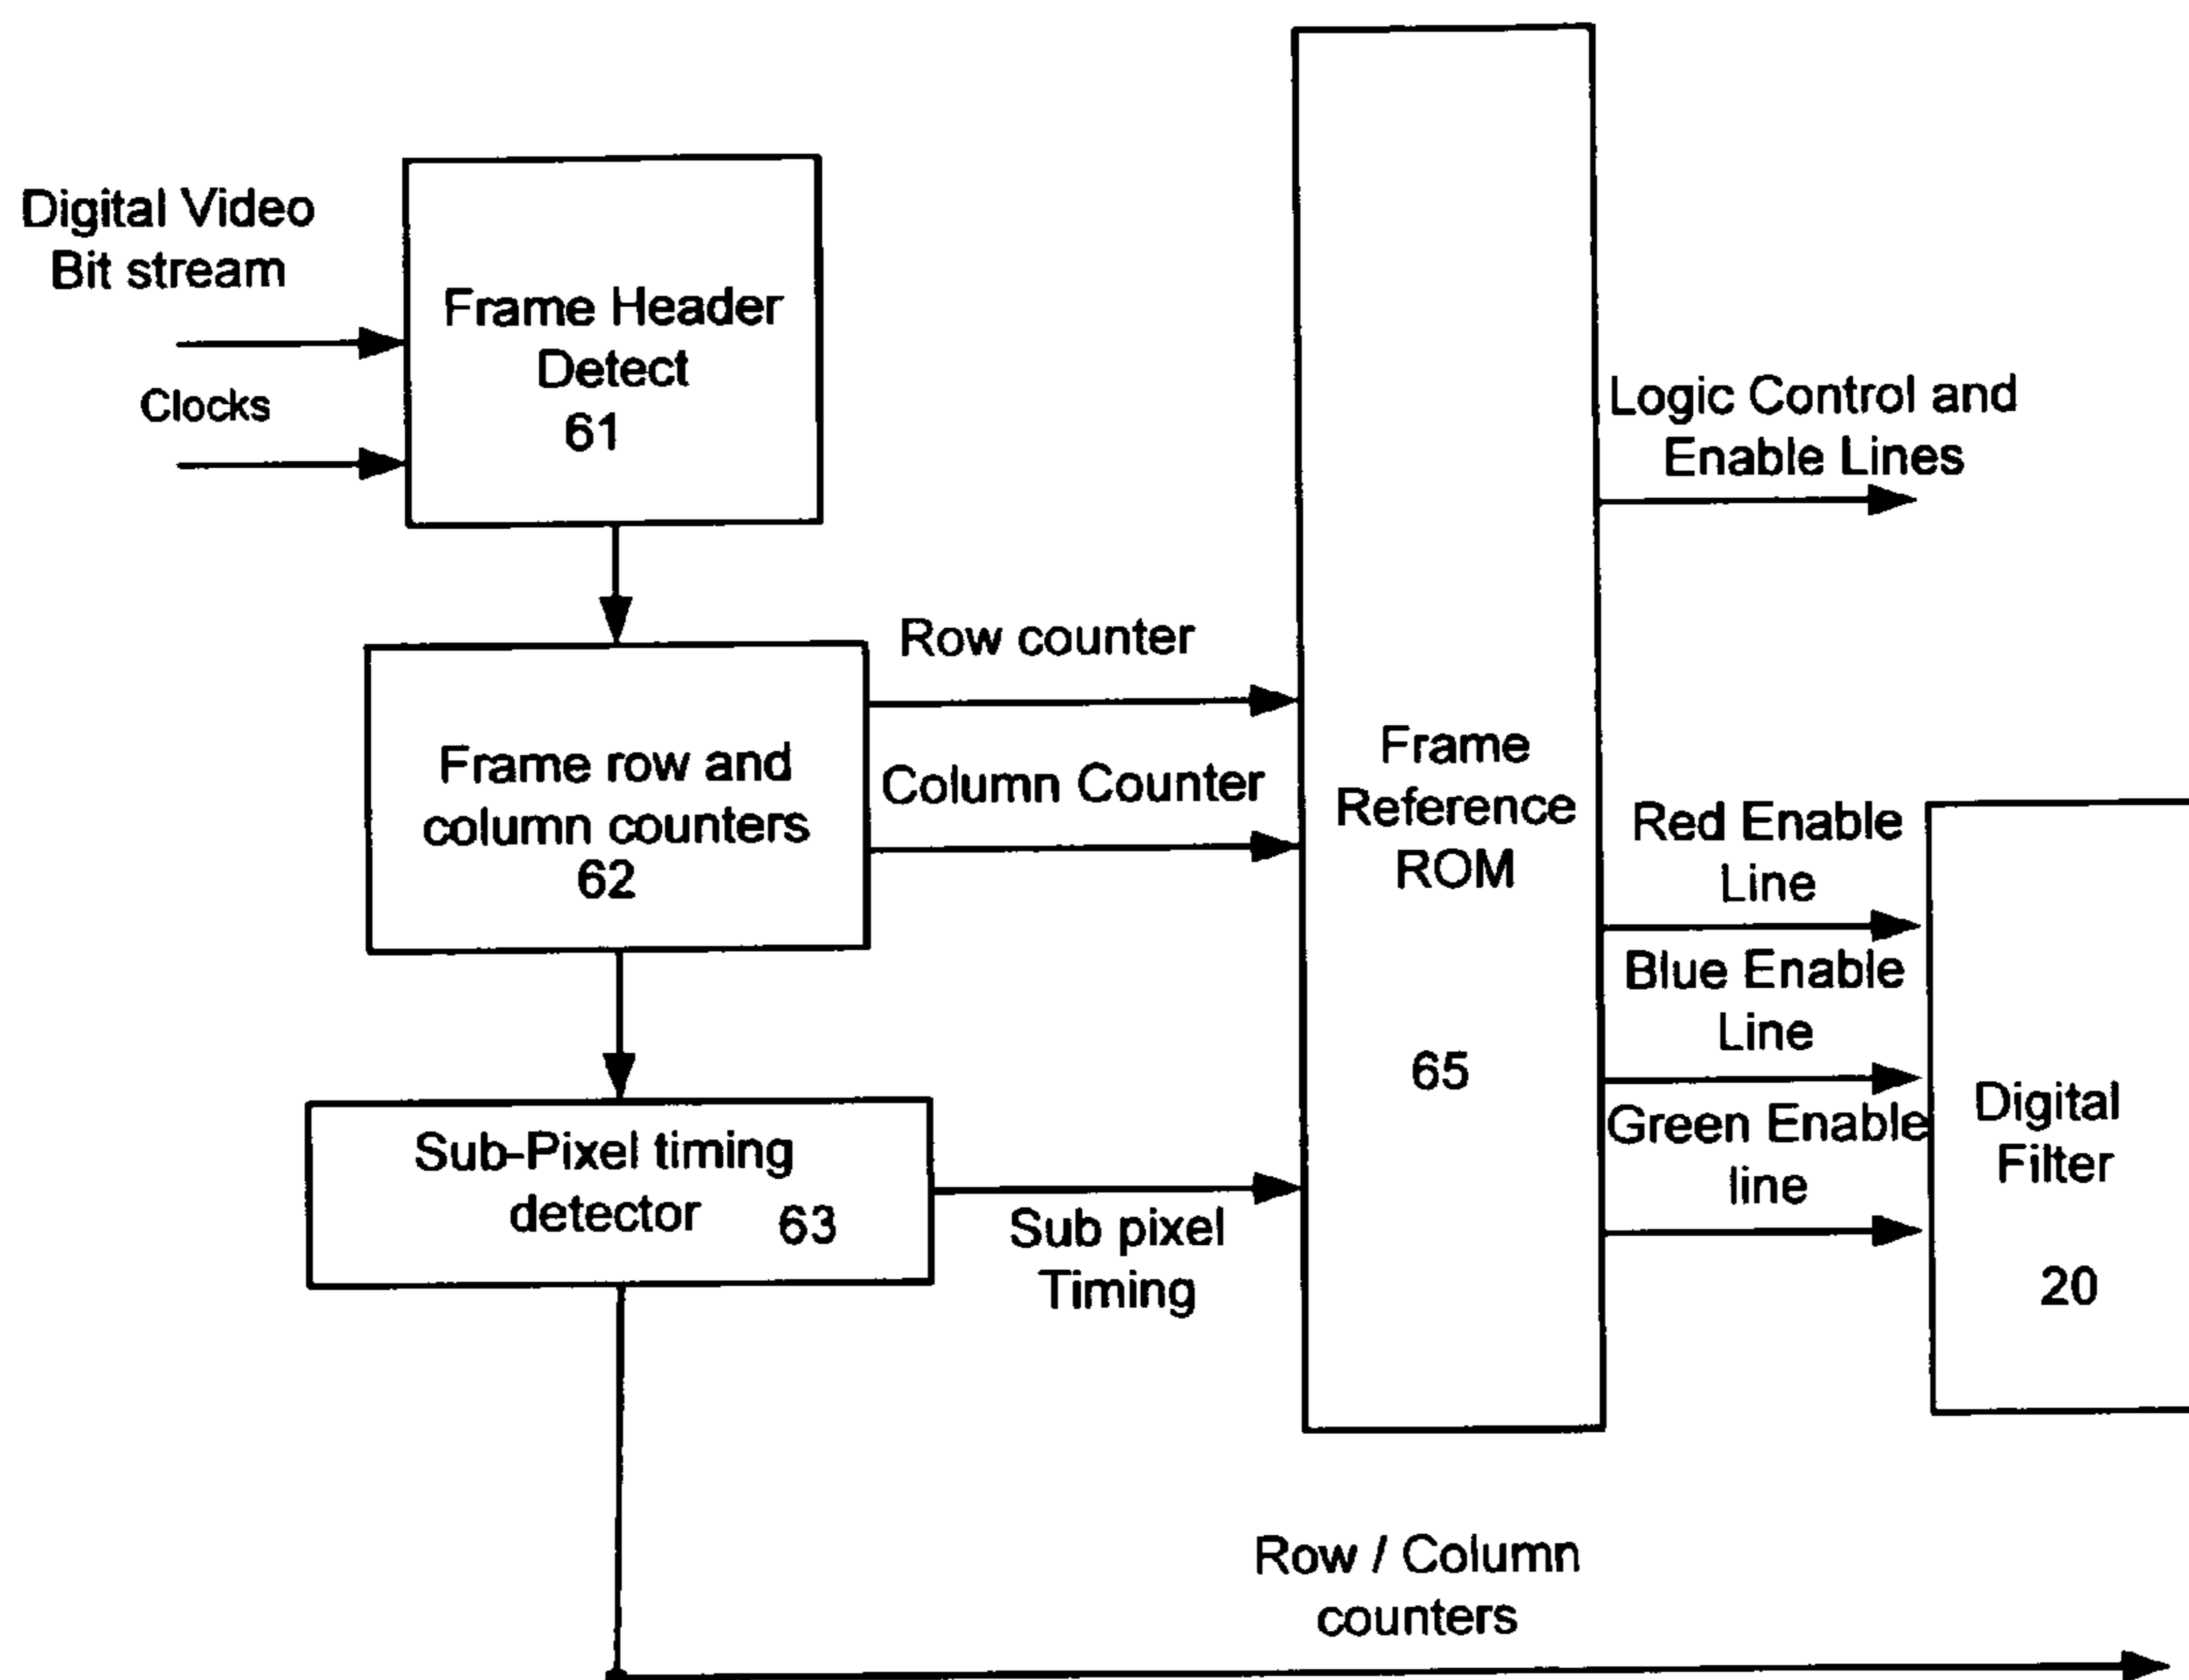 Digital Video
Bit stream
Clocks
Frame Header
Detect
61
Frame row and
column counters
62
Row counter
Column Counter
Sub-Pixel timing
detector 63
Sub pixel
Timing
Frame
Reference
ROM
65
Logic Control and
Enable Lines
Red Enable
Line
Blue Enable
Line
Green Enable
line
Digital
Filter
20
Row / Column
counters